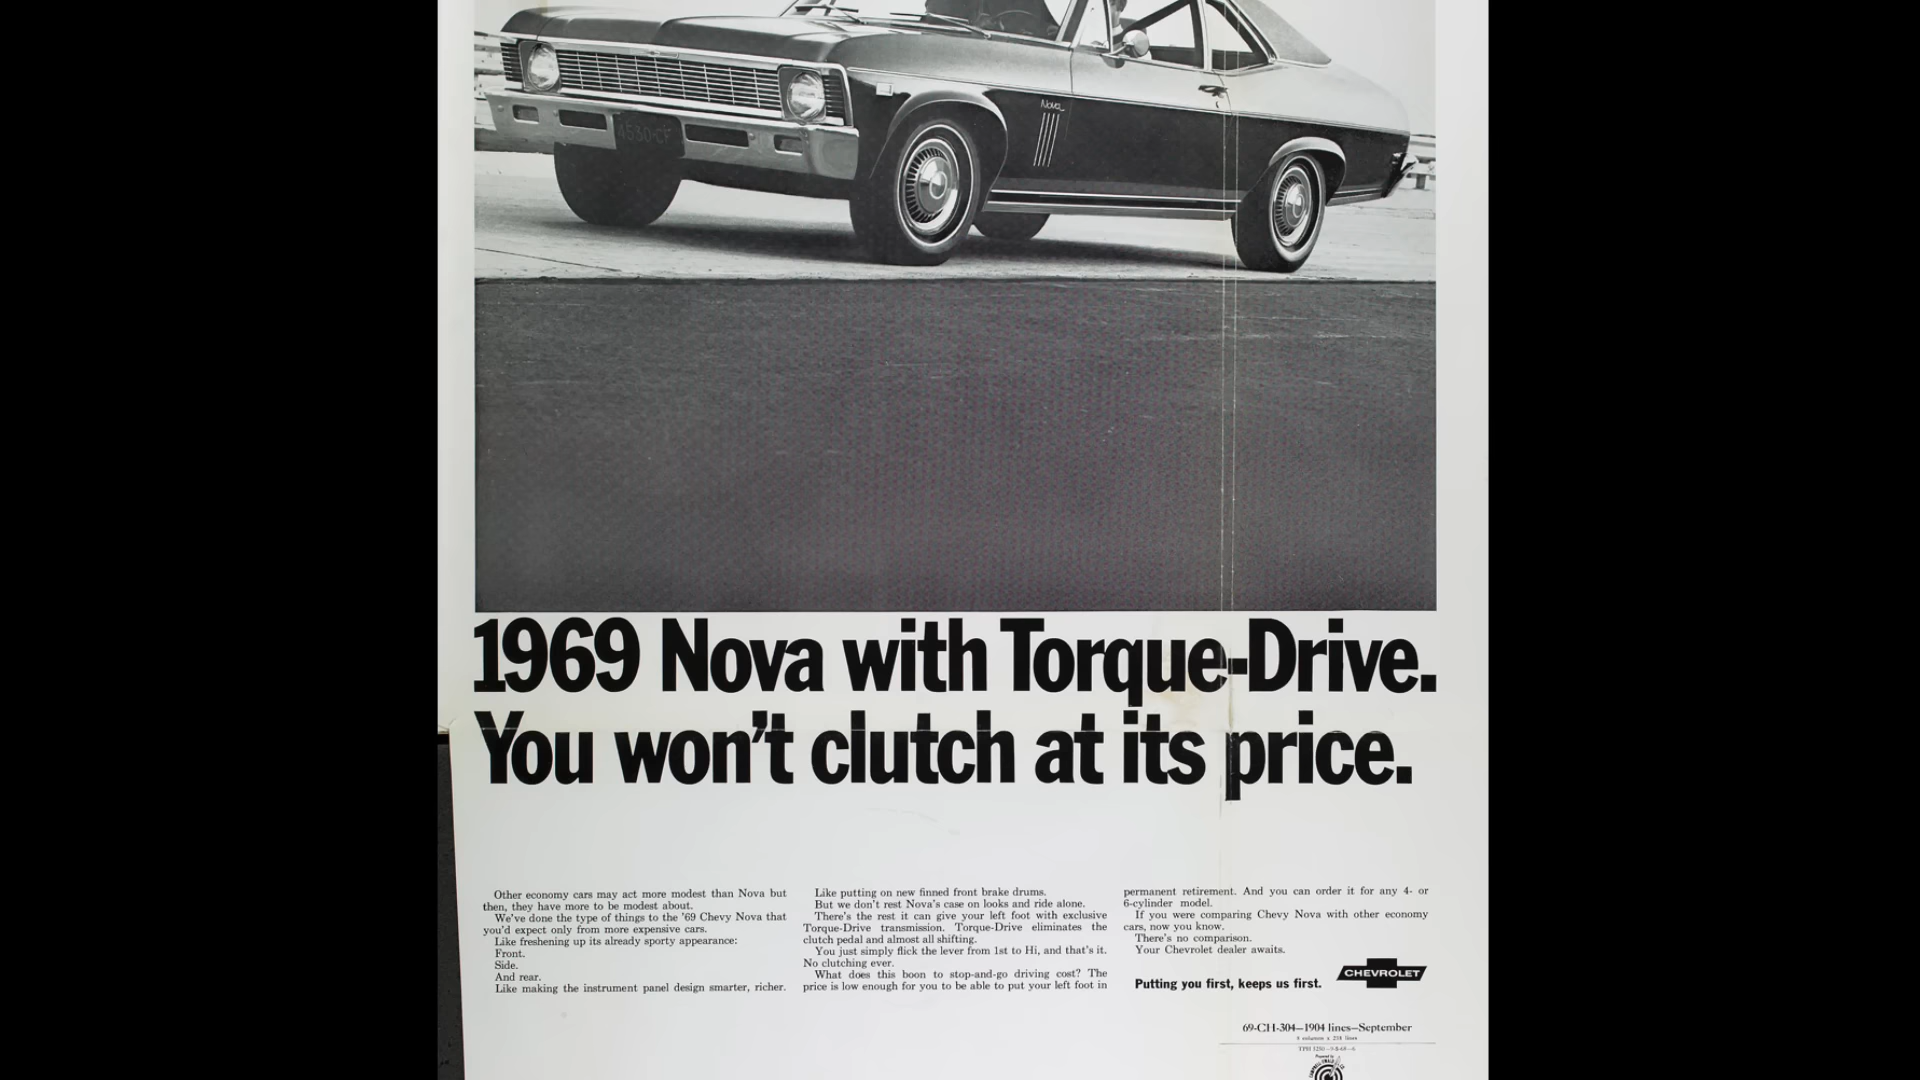 Nova
4530-CF
1969 Nova with Torque-Drive.
You won't clutch at its price.
Other economy cars may act more modest than Nova but
then, they have more to be modest about.
We've done the type of things to the '69 Chevy Nova that
you'd expect only from more expensive cars.
Like freshening up its already sporty appearance:
Front.
Side.
And rear.
Like making the instrument panel design smarter, richer.
Like putting on new finned front brake drums.
But we don't rest Nova's case on looks and ride alone.
There's the rest it can give your left foot with exclusive
Torque-Drive transmission. Torque-Drive eliminates the
clutch pedal and almost all shifting.
You just simply flick the lever from 1st to Hi, and that's it.
No clutching ever.
What does this boon to stop-and-go driving cost? The
price is low enough for you to be able to put your left foot in
permanent retirement. And you can order it for any 4- or
6-cylinder model.
If you were comparing Chevy Nova with other economy
cars, now you know.
There's no comparison.
Your Chevrolet dealer awaits.
Putting you first, keeps us first.
CHEVROLET
69-CH-304—1904 lines—September